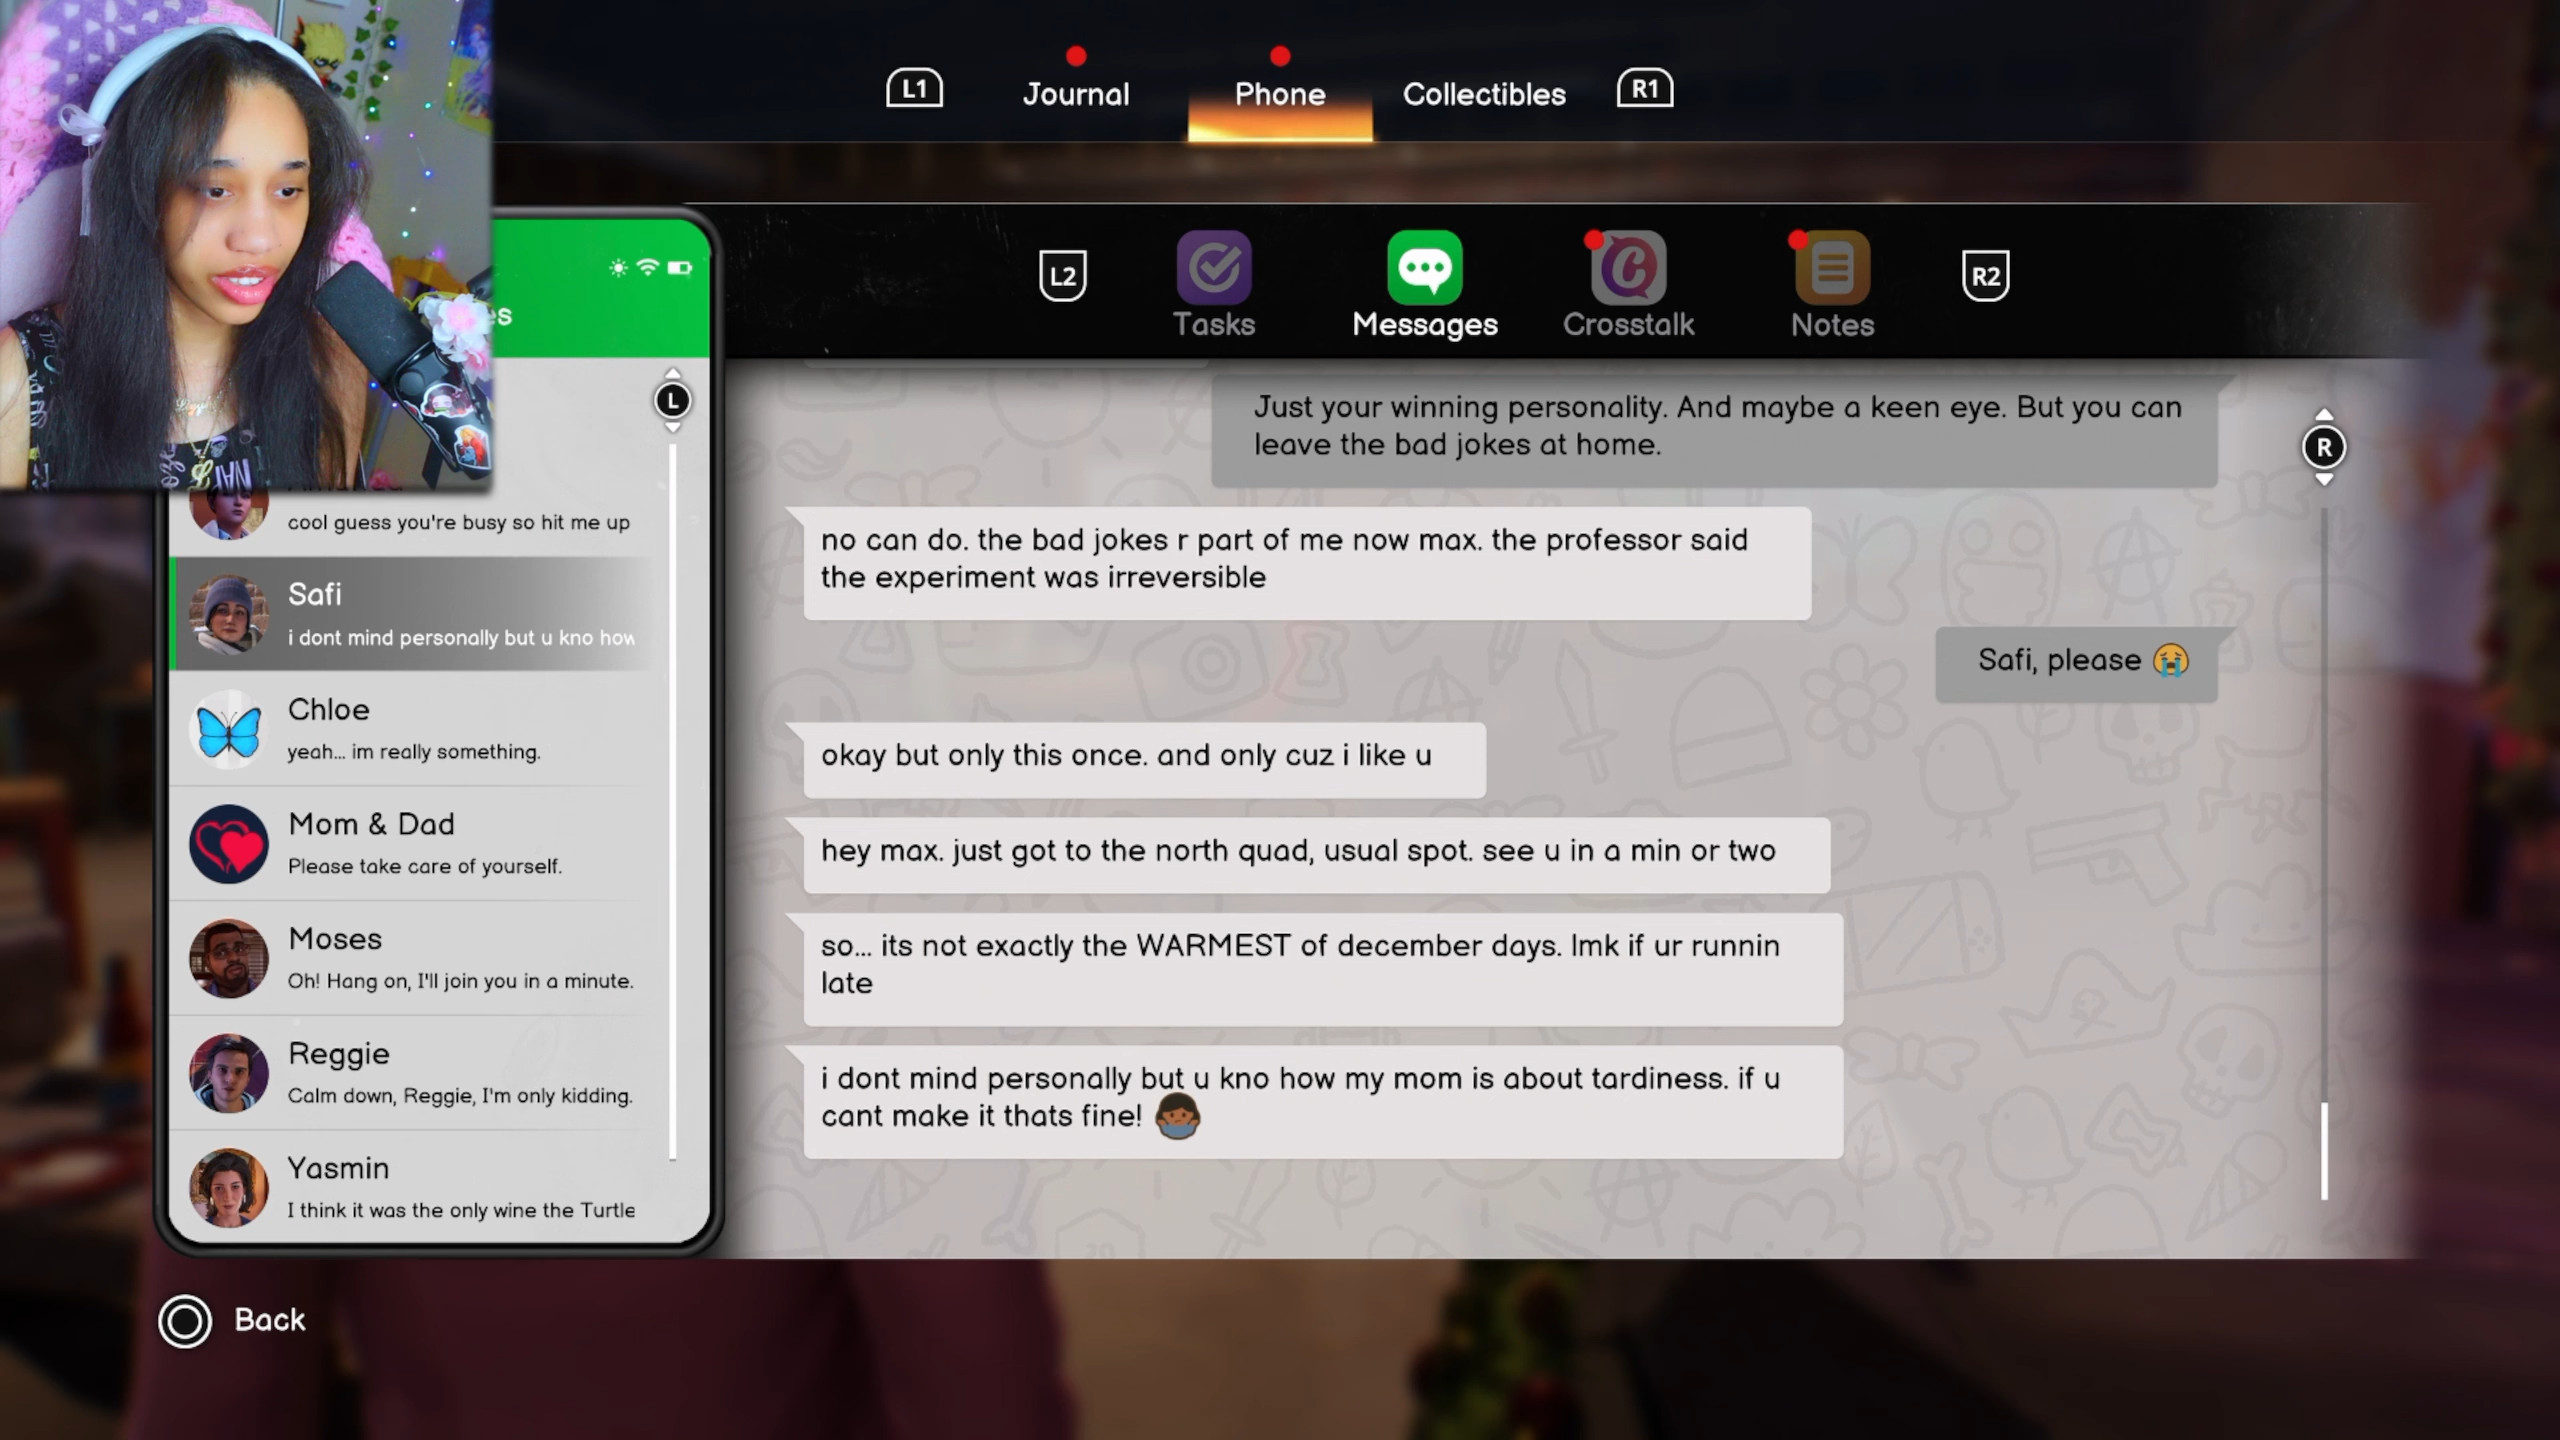 L1
Journal
Phone
Collectibles
R1
L2
Tasks
Messages
Crosstalk
Notes
R2
L
cool guess you're busy so hit me up
Safi
i dont mind personally but u kno how
Chloe
yeah... im really something.
Mom & Dad
Please take care of yourself.
Moses
Oh! Hang on, I'll join you in a minute.
Reggie
Calm down, Reggie, I'm only kidding.
Yasmin
I think it was the only wine the Turtle
Just your winning personality. And maybe a keen eye. But you can
leave the bad jokes at home.
R
no can do. the bad jokes r part of me now max. the professor said
the experiment was irreversible
Safi, please 😭
okay but only this once. and only cuz i like u
hey max. just got to the north quad, usual spot. see u in a min or two
so... its not exactly the WARMEST of december days. lmk if ur runnin
late
i dont mind personally but u kno how my mom is about tardiness. if u
cant make it thats fine!
Back